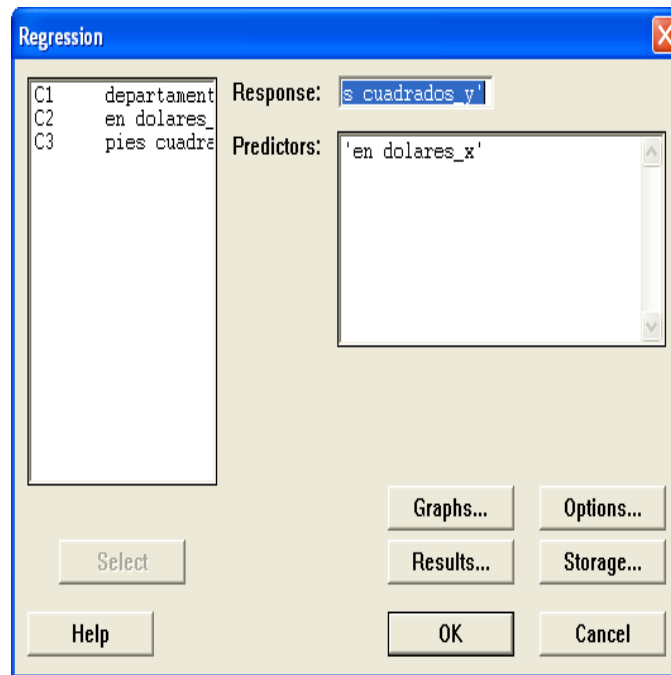 Regression
C1 departament
C2 en dolares_
C3 pies cuadra
Response: s cuadrados_y'
Predictors: 'en dolares_x'
Graphs... Options...
Select Results... Storage...
Help OK Cancel